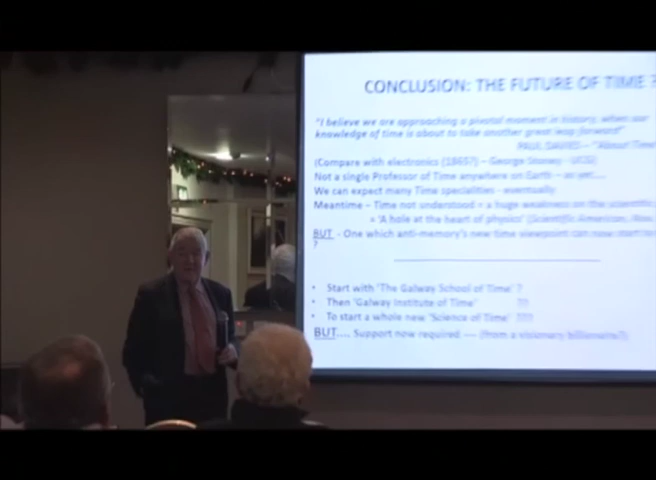 CONCLUSION: THE FUTURE OF TIME ?
"I believe we are approaching a pivotal moment in history, when our
knowledge of time is about to take another great leap forward"
PAUL DAVIES – "About Time
(Compare with electronics (1865?) – George Stoney - UCG)
Not a single Professor of Time anywhere on Earth – as yet....
We can expect many Time specialities - eventually
Meantime – Time not understood = a huge weakness on the scientific
= 'A hole at the heart of physics' (Scientific American,
BUT - One which anti-memory's new time viewpoint can now start to
?
• Start with 'The Galway School of Time' ?
• Then 'Galway Institute of Time'
• To start a whole new 'Science of Time'
BUT.... Support now required ---- (from a visionary billionaire?)